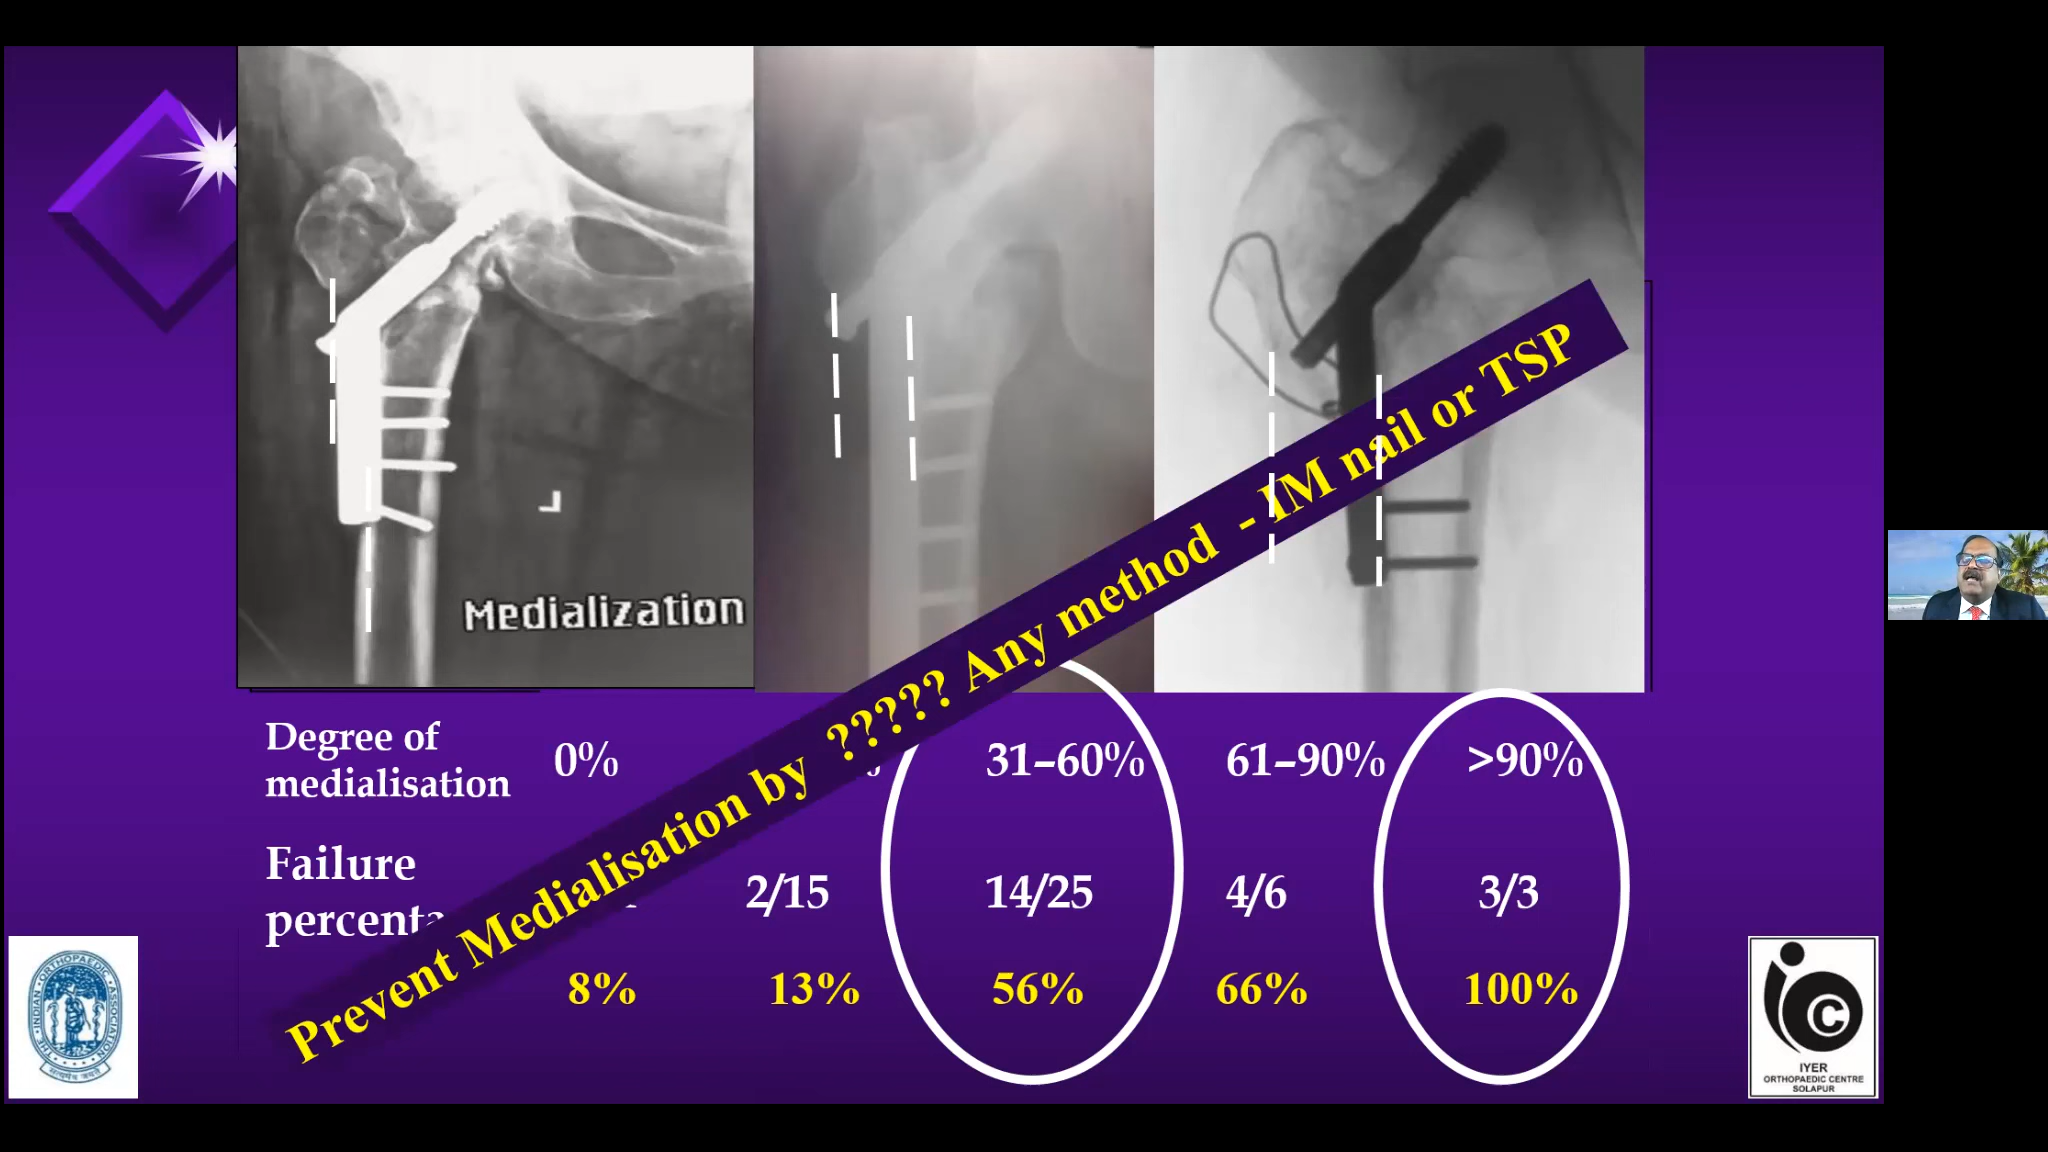 Medialization
Prevent Medialisation by ????? Any method - IM nail or TSP
Degree of
medialisation
0%
31–60%
61–90%
>90%
Failure
2/15
14/25
4/6
3/3
8%
13%
56%
66%
100%
THE INDIAN ORTHOPAEDIC ASSOCIATION
C
IYER
ORTHOPAEDIC CENTRE
SOLAPUR